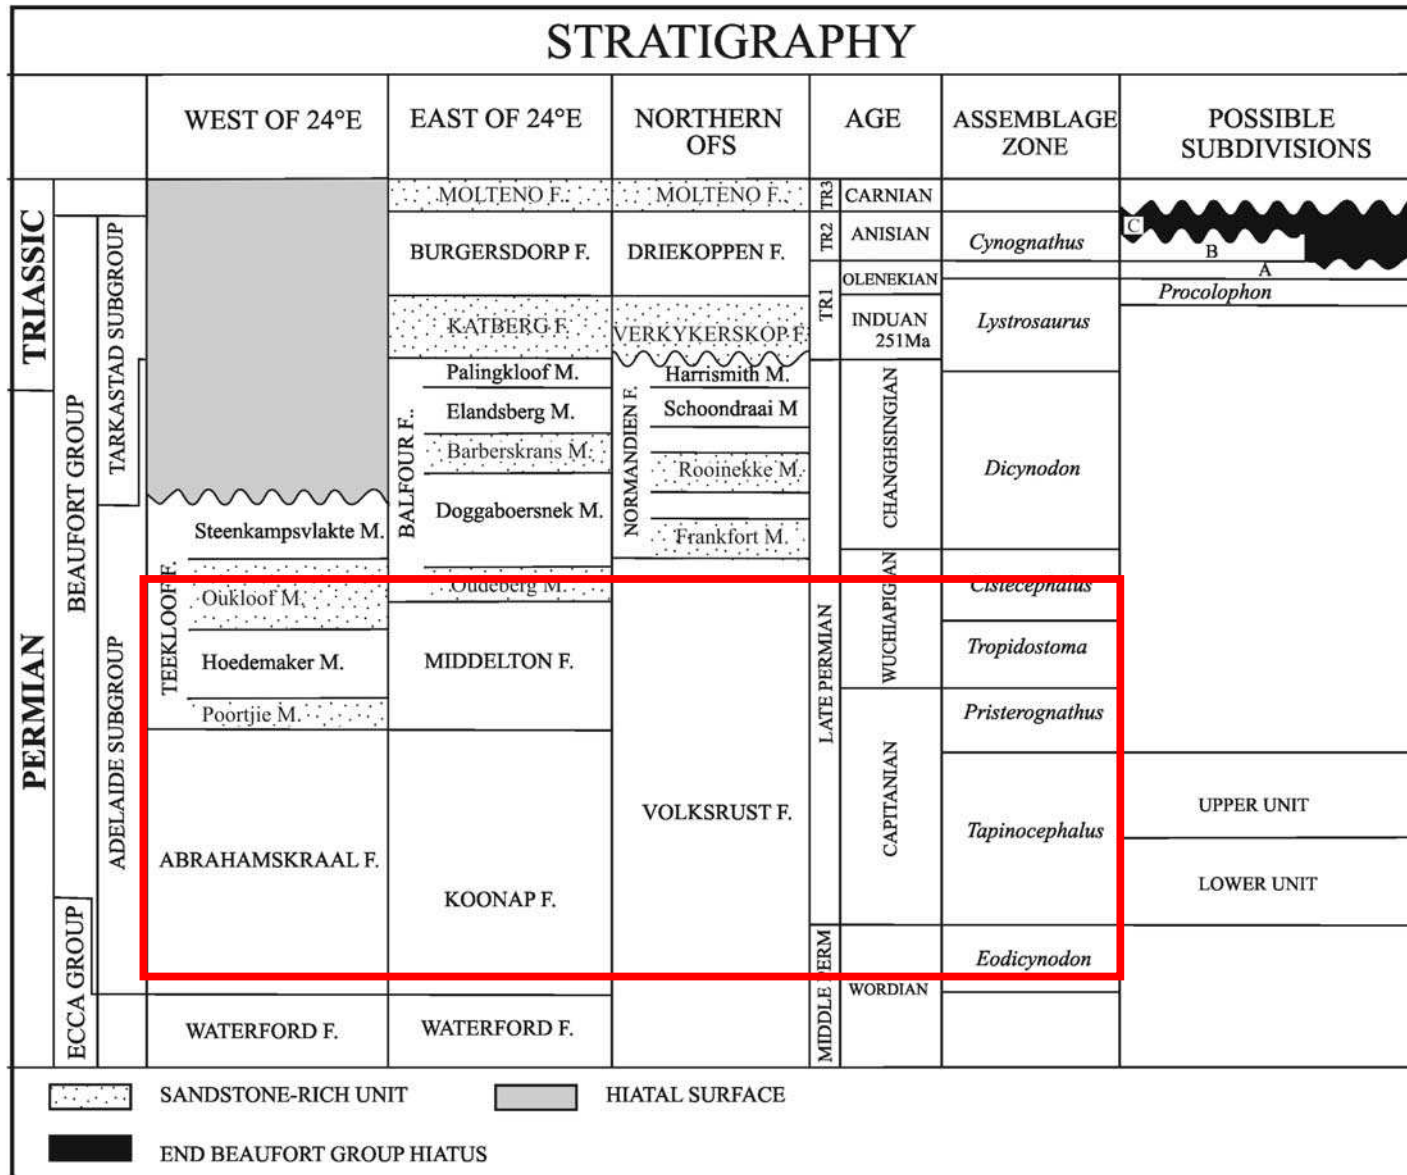 STRATIGRAPHY
WEST OF 24°E
EAST OF 24°E
NORTHERN
OFS
AGE
ASSEMBLAGE
ZONE
POSSIBLE
SUBDIVISIONS
TRIASSIC
PERMIAN
BEAUFORT GROUP
ECCA GROUP
TARKASTAD SUBGROUP
ADELAIDE SUBGROUP
Steenkampsvlakte M.
TEEKLOOF F.
Oukloof M.
Hoedemaker M.
Poortjie M.
ABRAHAMSKRAAL F.
WATERFORD F.
MOLTENO F..
BURGERSDORP F.
KATBERG F.
BALFOUR F..
Palingkloof M.
Elandsberg M.
Barberskrans M.
Doggaboersnek M.
Oudeberg M.
MIDDELTON F.
KOONAP F.
WATERFORD F.
MOLTENO F..
DRIEKOPPEN F.
VERKYKERSKOP F.
NORMANDIEN F.
Harrismith M.
Schoondraai M
Rooinekke M.
Frankfort M.
VOLKSRUST F.
TR3
TR2
TR1
LATE PERMIAN
MIDDLE PERM
CARNIAN
ANISIAN
OLENEKIAN
INDUAN
251Ma
CHANGHSINGIAN
WUCHIAPIGIAN
CAPITANIAN
WORDIAN
Cynognathus
Lystrosaurus
Dicynodon
Cistecephalus
Tropidostoma
Pristerognathus
Tapinocephalus
Eodicynodon
C
B
A
Procolophon
UPPER UNIT
LOWER UNIT
SANDSTONE-RICH UNIT
HIATAL SURFACE
END BEAUFORT GROUP HIATUS